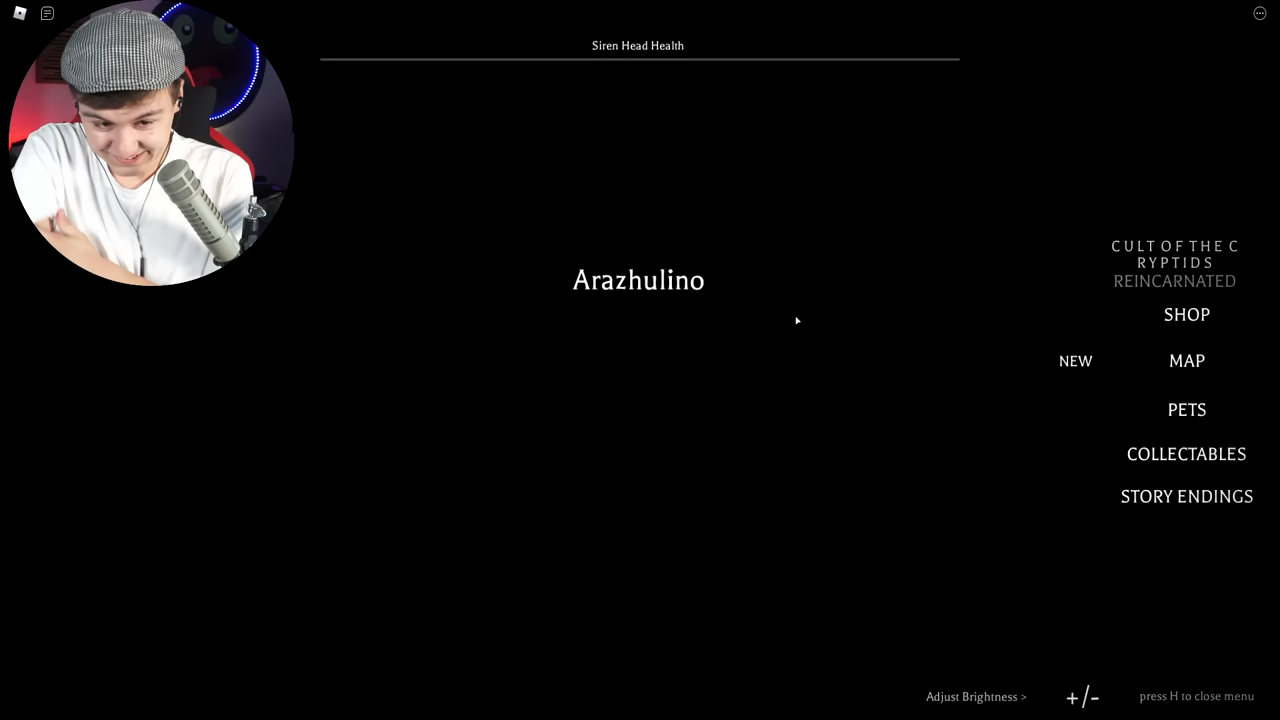 Siren Head Health
Arazhulino
CULT OF THE C
RYPTIDS
REINCARNATED
SHOP
NEW
MAP
PETS
COLLECTABLES
STORY ENDINGS
Adjust Brightness >
+/-
press H to close menu